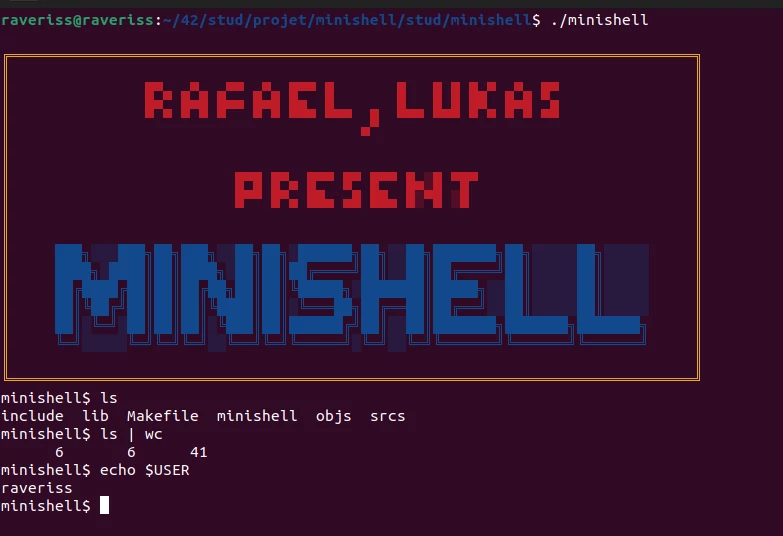 raveriss@raveriss:~/42/stud/projet/minishell/stud/minishell$ ./minishell
RAFAEL,LUKAS
PRESENT
MINISHELL
minishell$ ls
include  lib  Makefile  minishell  objs  srcs
minishell$ ls | wc
      6       6      41
minishell$ echo $USER
raveriss
minishell$